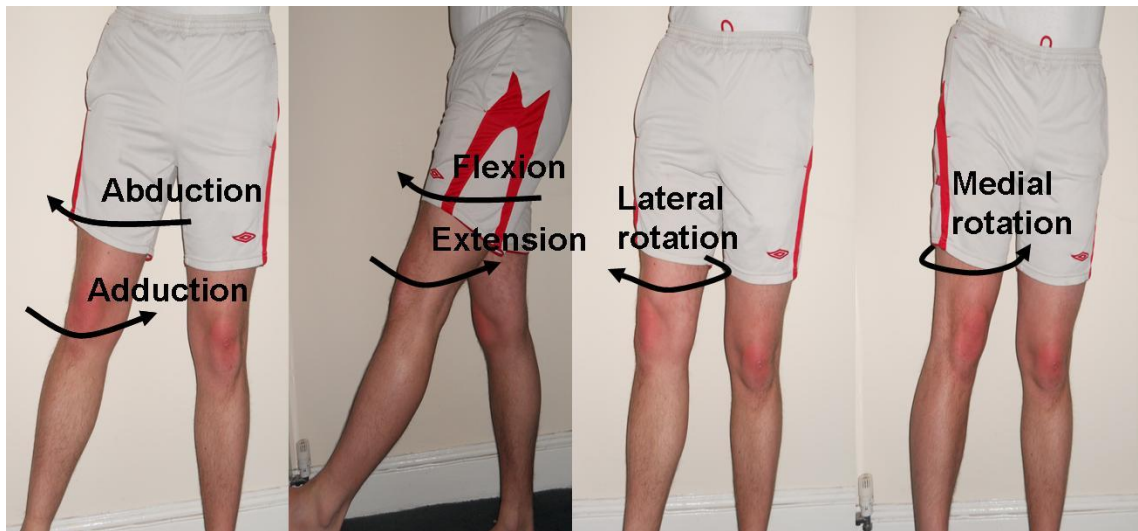 Abduction
Adduction
Flexion
Extension
Lateral
rotation
Medial
rotation